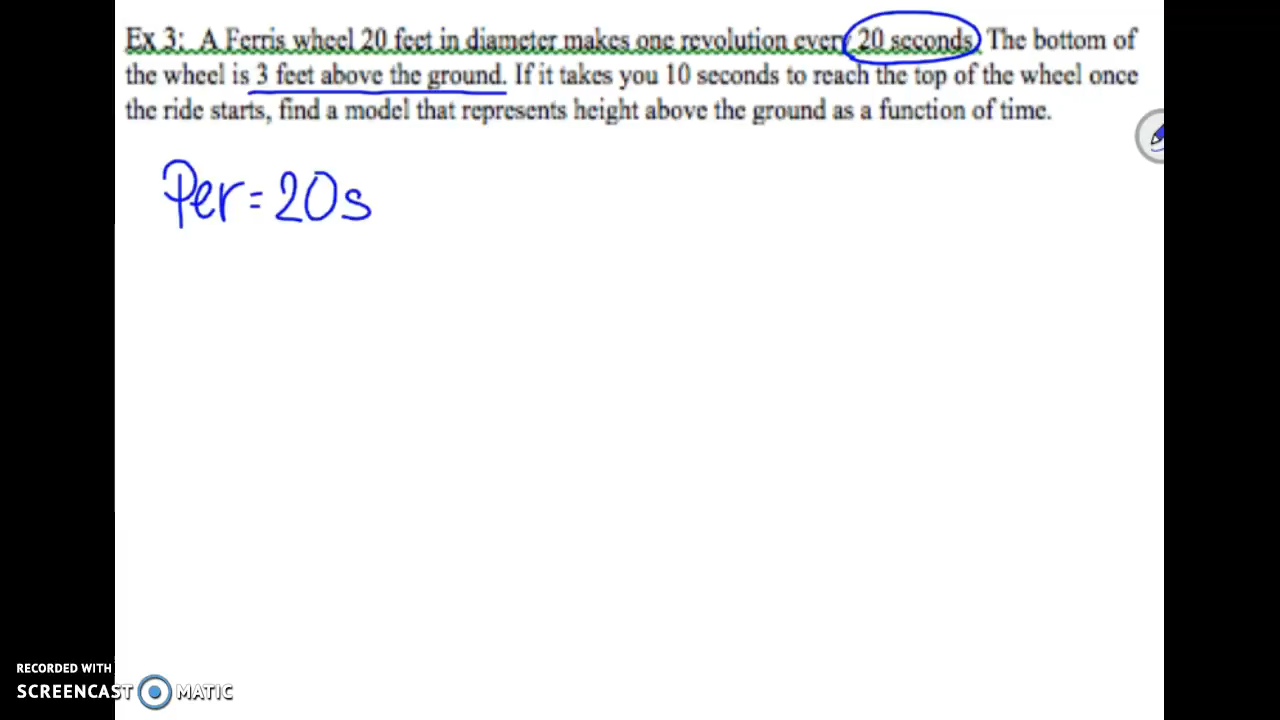 Ex 3: A Ferris wheel 20 feet in diameter makes one revolution every 20 seconds. The bottom of
the wheel is 3 feet above the ground. If it takes you 10 seconds to reach the top of the wheel once
the ride starts, find a model that represents height above the ground as a function of time.
Per = 20s
RECORDED WITH
SCREENCAST MATIC